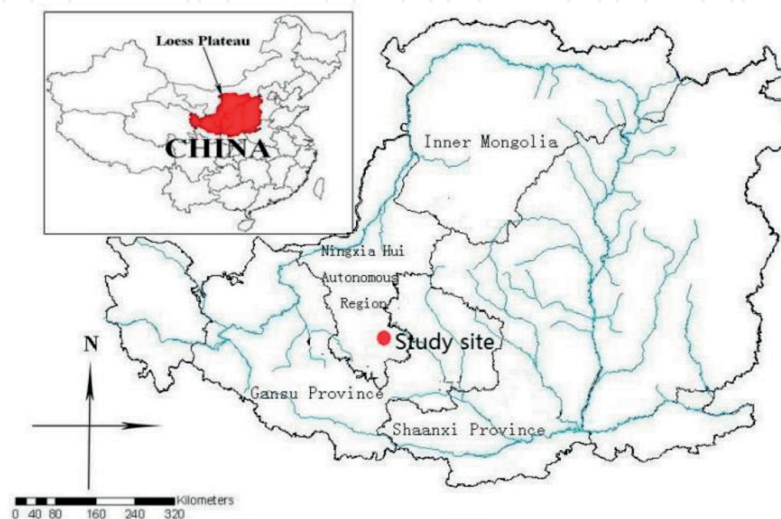 Loess Plateau
CHINA
Inner Mongolia
Ningxia Hui
Autonomous
Region
Study site
Gansu Province
Shaanxi Province
N
Kilometers
0 40 80 160 240 320